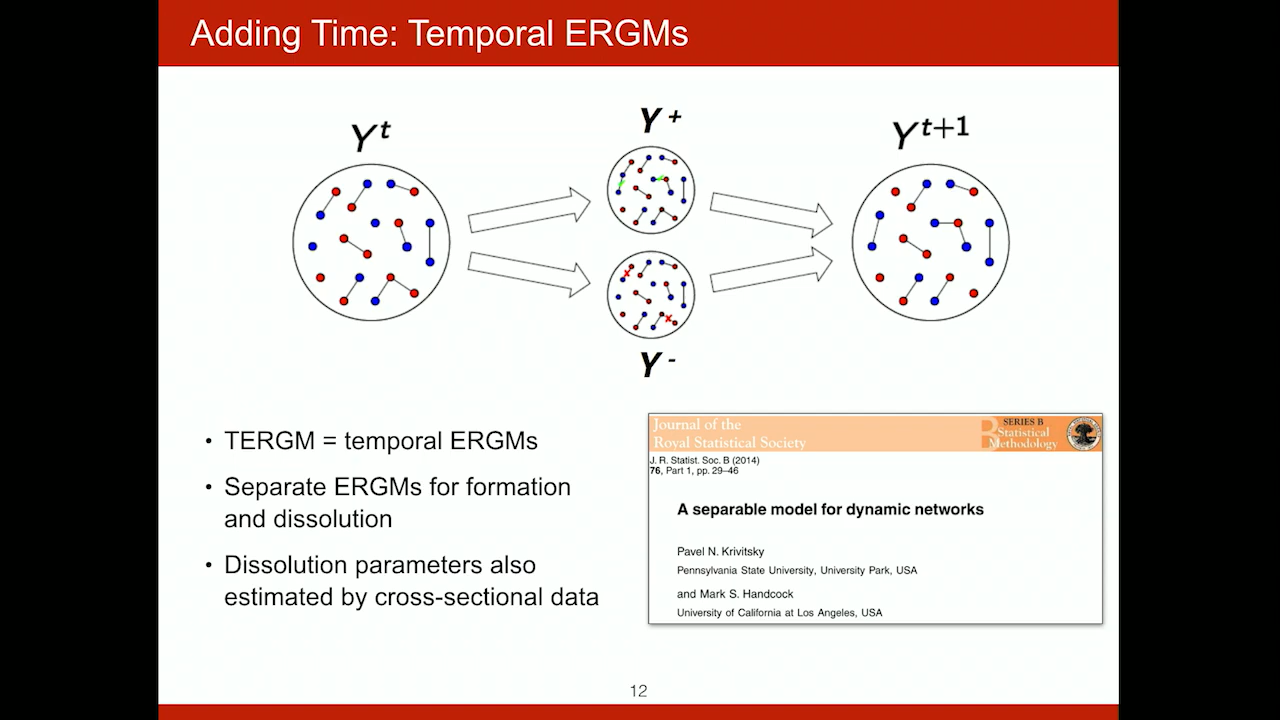 Adding Time: Temporal ERGMs
Y^t
Y +
Y^t+1
Y -
• TERGM = temporal ERGMs
• Separate ERGMs for formation
and dissolution
• Dissolution parameters also
estimated by cross-sectional data
Journal of the
Royal Statistical Society
SERIES B
Statistical
Methodology
J. R. Statist. Soc. B (2014)
76, Part 1, pp. 29–46
A separable model for dynamic networks
Pavel N. Krivitsky
Pennsylvania State University, University Park, USA
and Mark S. Handcock
University of California at Los Angeles, USA
12